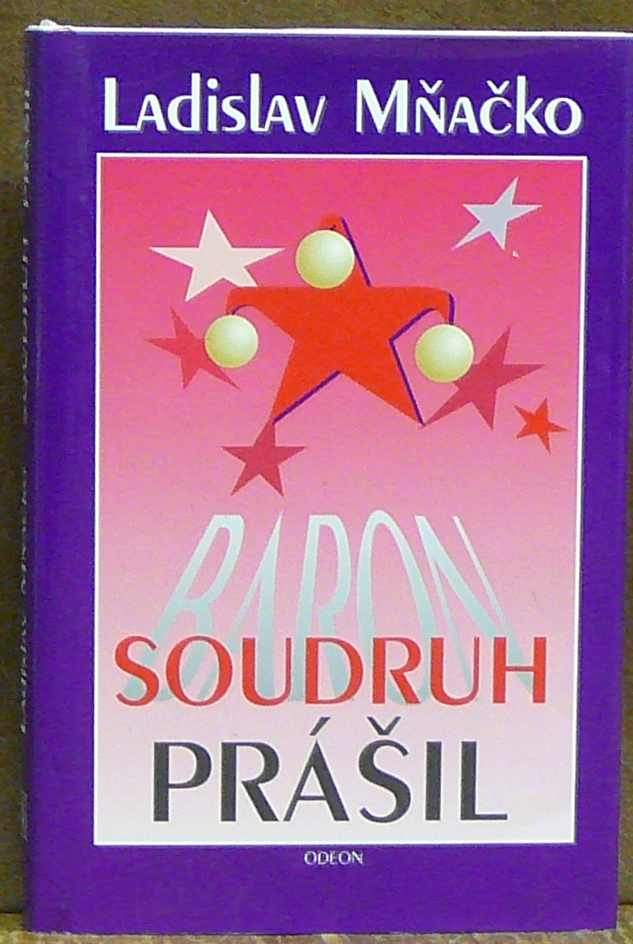 Ladislav Mňačko
BARON
SOUDRUH
PRÁŠIL
ODEON